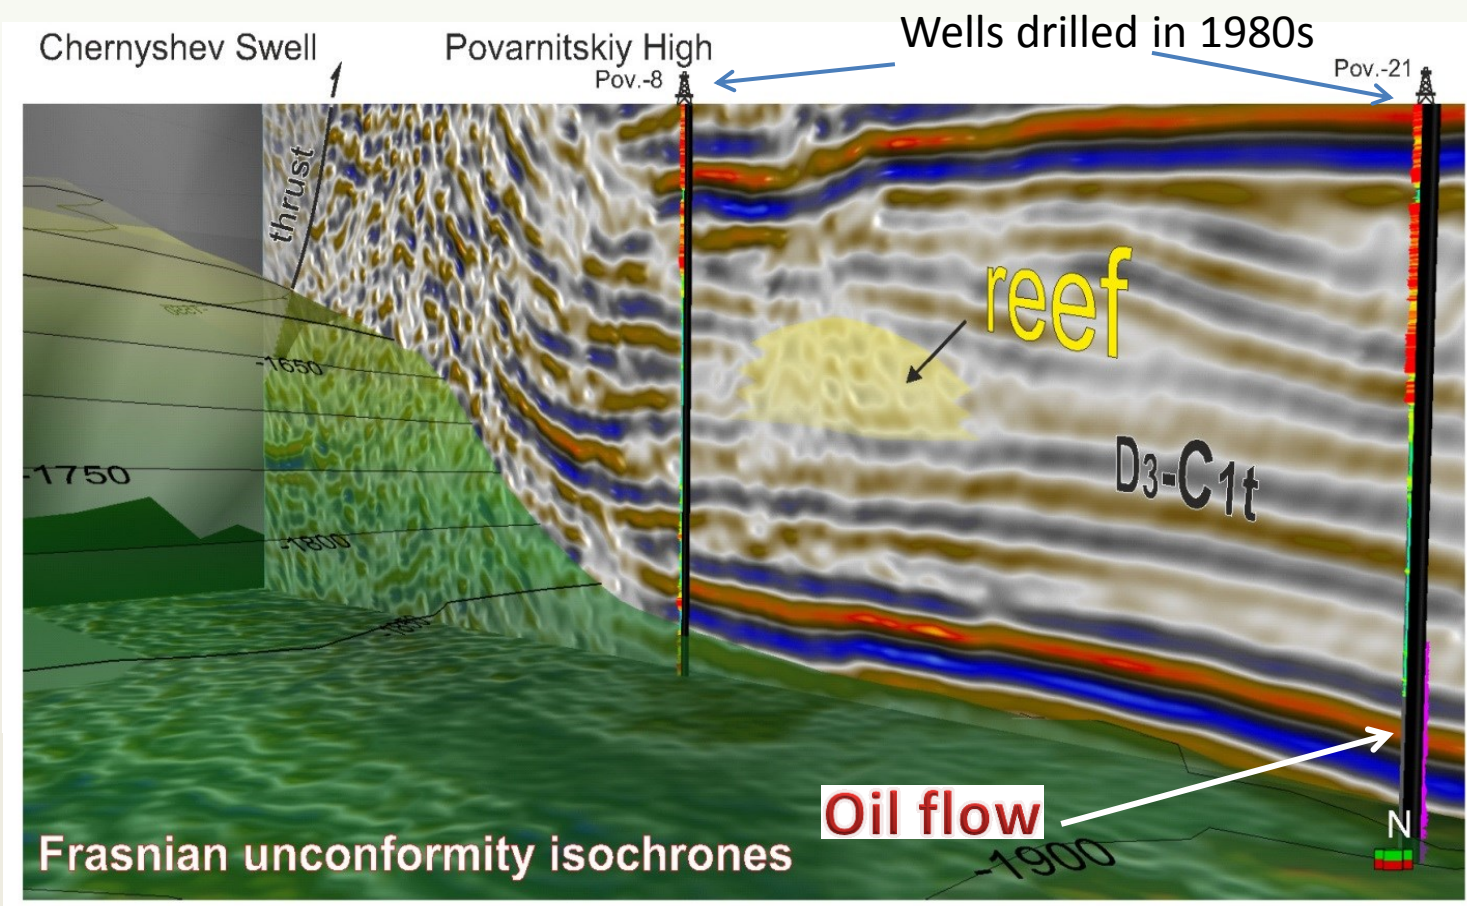 Wells drilled in 1980s
Chernyshev Swell
Povarnitskiy High
Pov.-8
Pov.-21
thrust
reef
-1650
D3-C1t
-1750
-1800
Oil flow
N
Frasnian unconformity isochrones
-1900